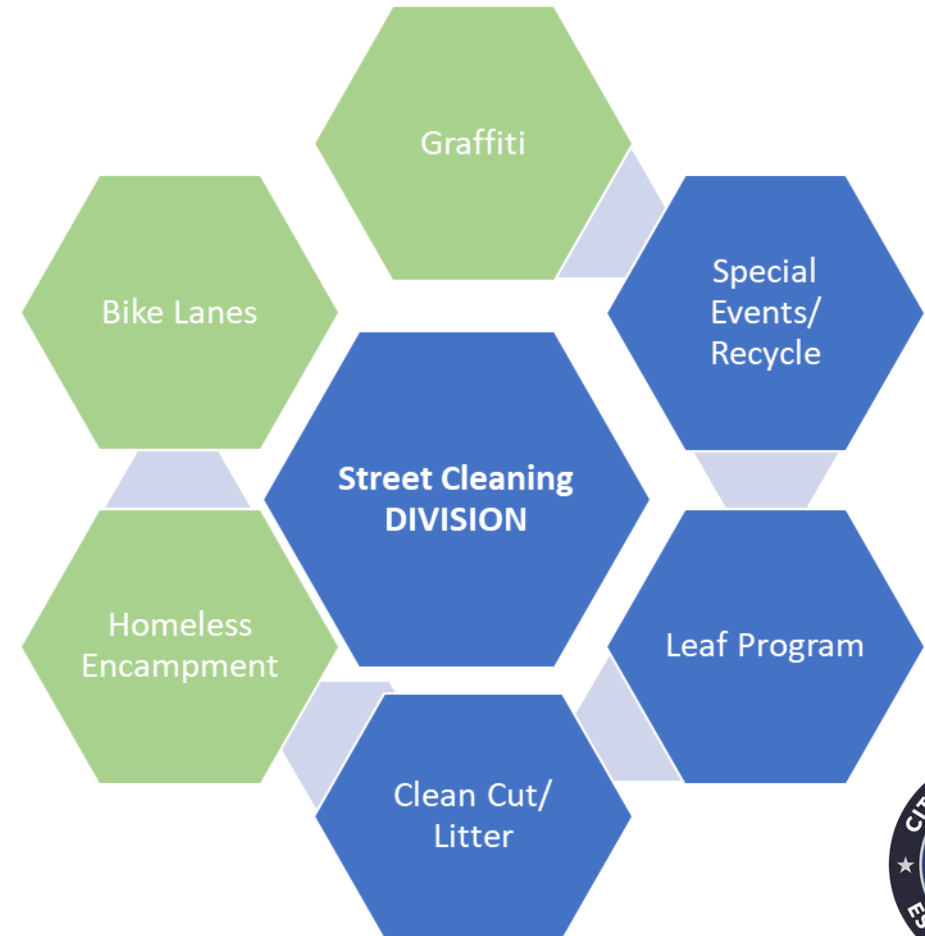 Graffiti
Special
Events/
Recycle
Bike Lanes
Street Cleaning
DIVISION
Homeless
Encampment
Leaf Program
Clean Cut/
Litter